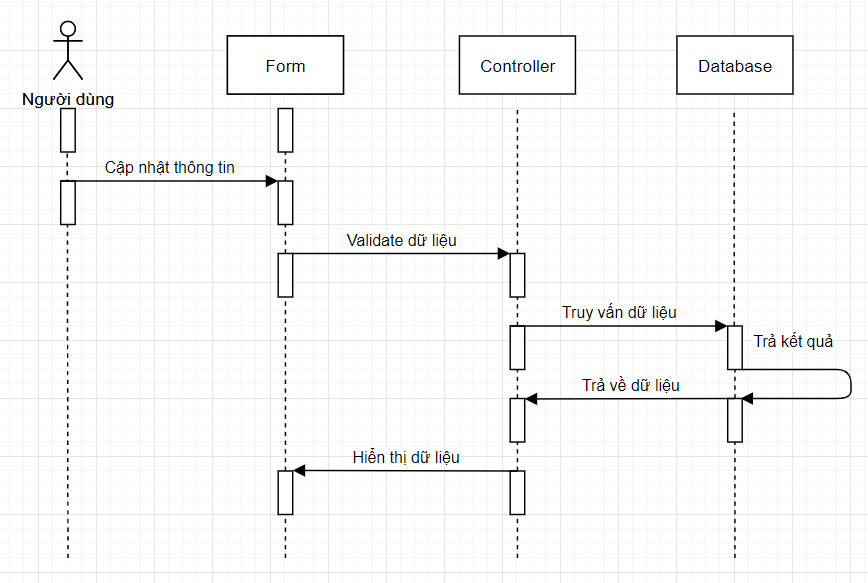 Người dùng
Form
Controller
Database
Cập nhật thông tin
Validate dữ liệu
Truy vấn dữ liệu
Trả kết quả
Trả về dữ liệu
Hiển thị dữ liệu